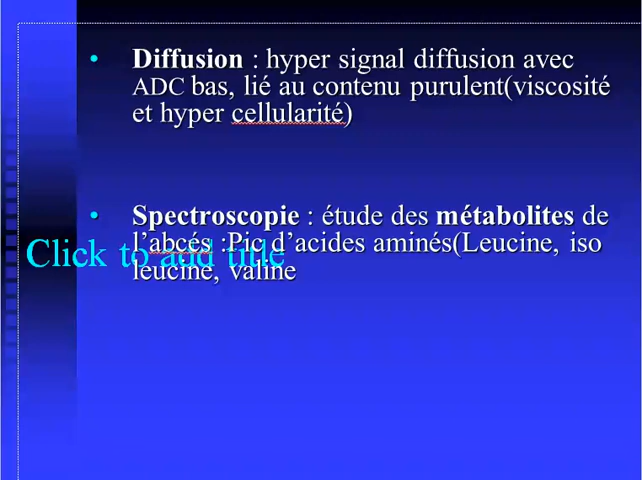 • Diffusion : hyper signal diffusion avec
ADC bas, lié au contenu purulent(viscosité
et hyper cellularité)
• Spectroscopie : étude des métabolites de
l’abcés :Pic d’acides aminés(Leucine, iso
leucine, valine
Click to add title